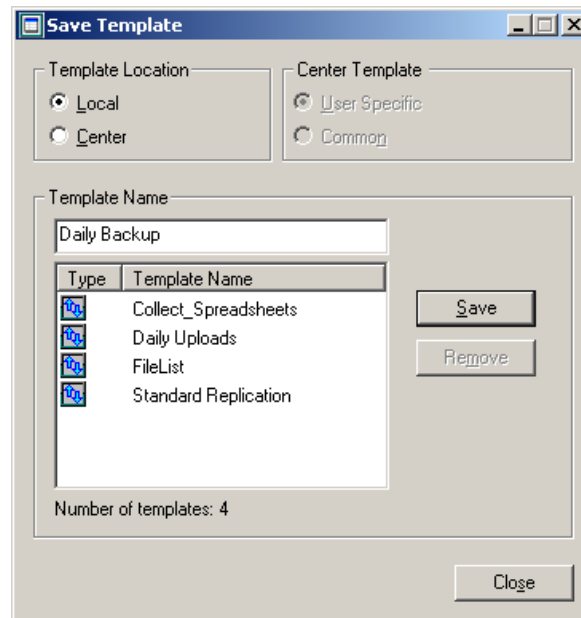 Save Template
Template Location
Local
Center
Center Template
User Specific
Common
Template Name
Daily Backup
Type Template Name
Collect_Spreadsheets
Daily Uploads
FileList
Standard Replication
Number of templates: 4
Save
Remove
Close